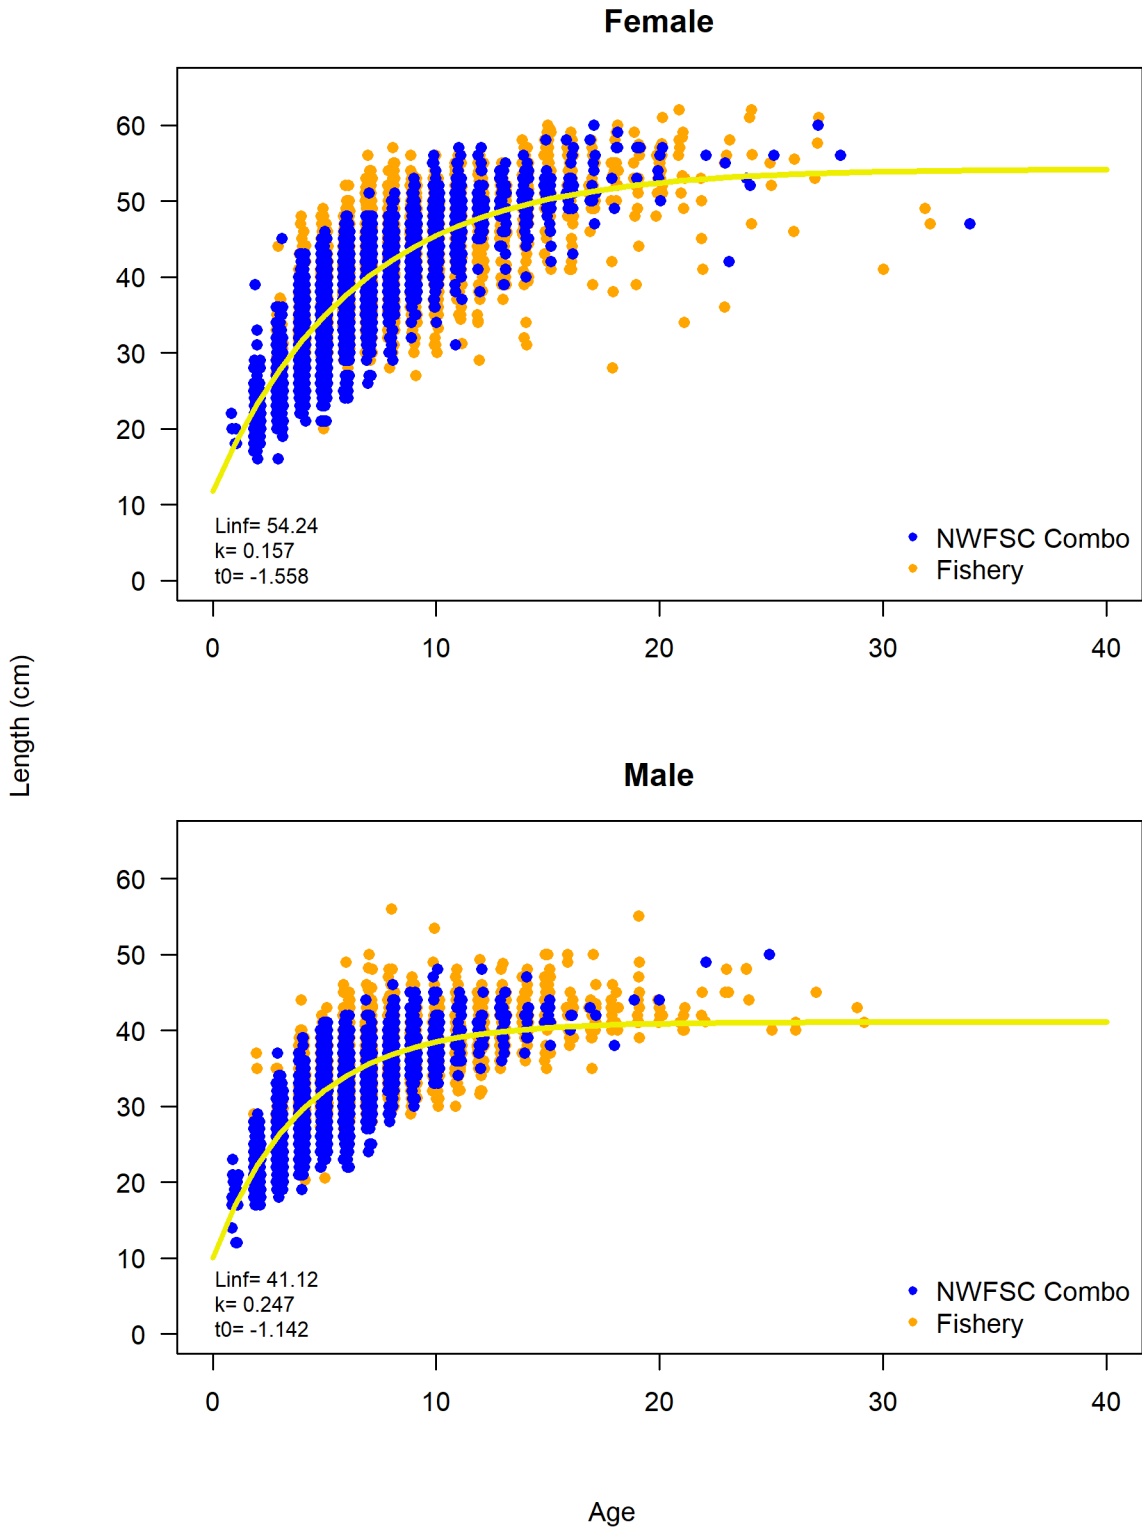 Female
60
50
40
30
20
10
0
Linf= 54.24
k= 0.157
t0= -1.558
NWFSC Combo
Fishery
0 10 20 30 40
Length (cm)
Male
60
50
40
30
20
10
0
Linf= 41.12
k= 0.247
t0= -1.142
NWFSC Combo
Fishery
0 10 20 30 40
Age